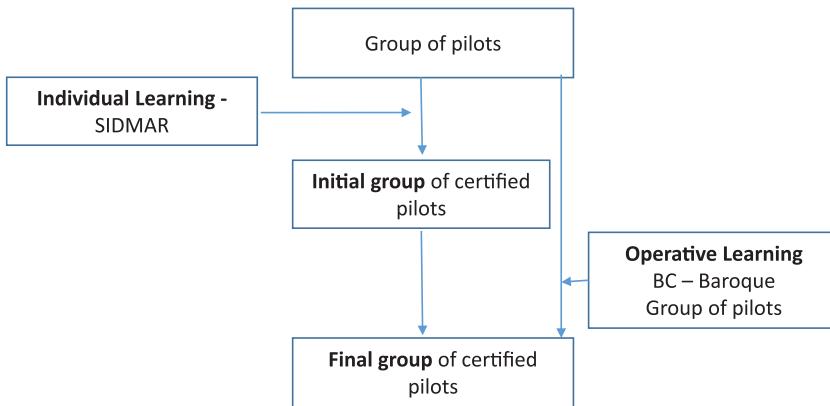 Group of pilots
Individual Learning -
SIDMAR
Initial group of certified
pilots
Operative Learning
BC – Baroque
Group of pilots
Final group of certified
pilots